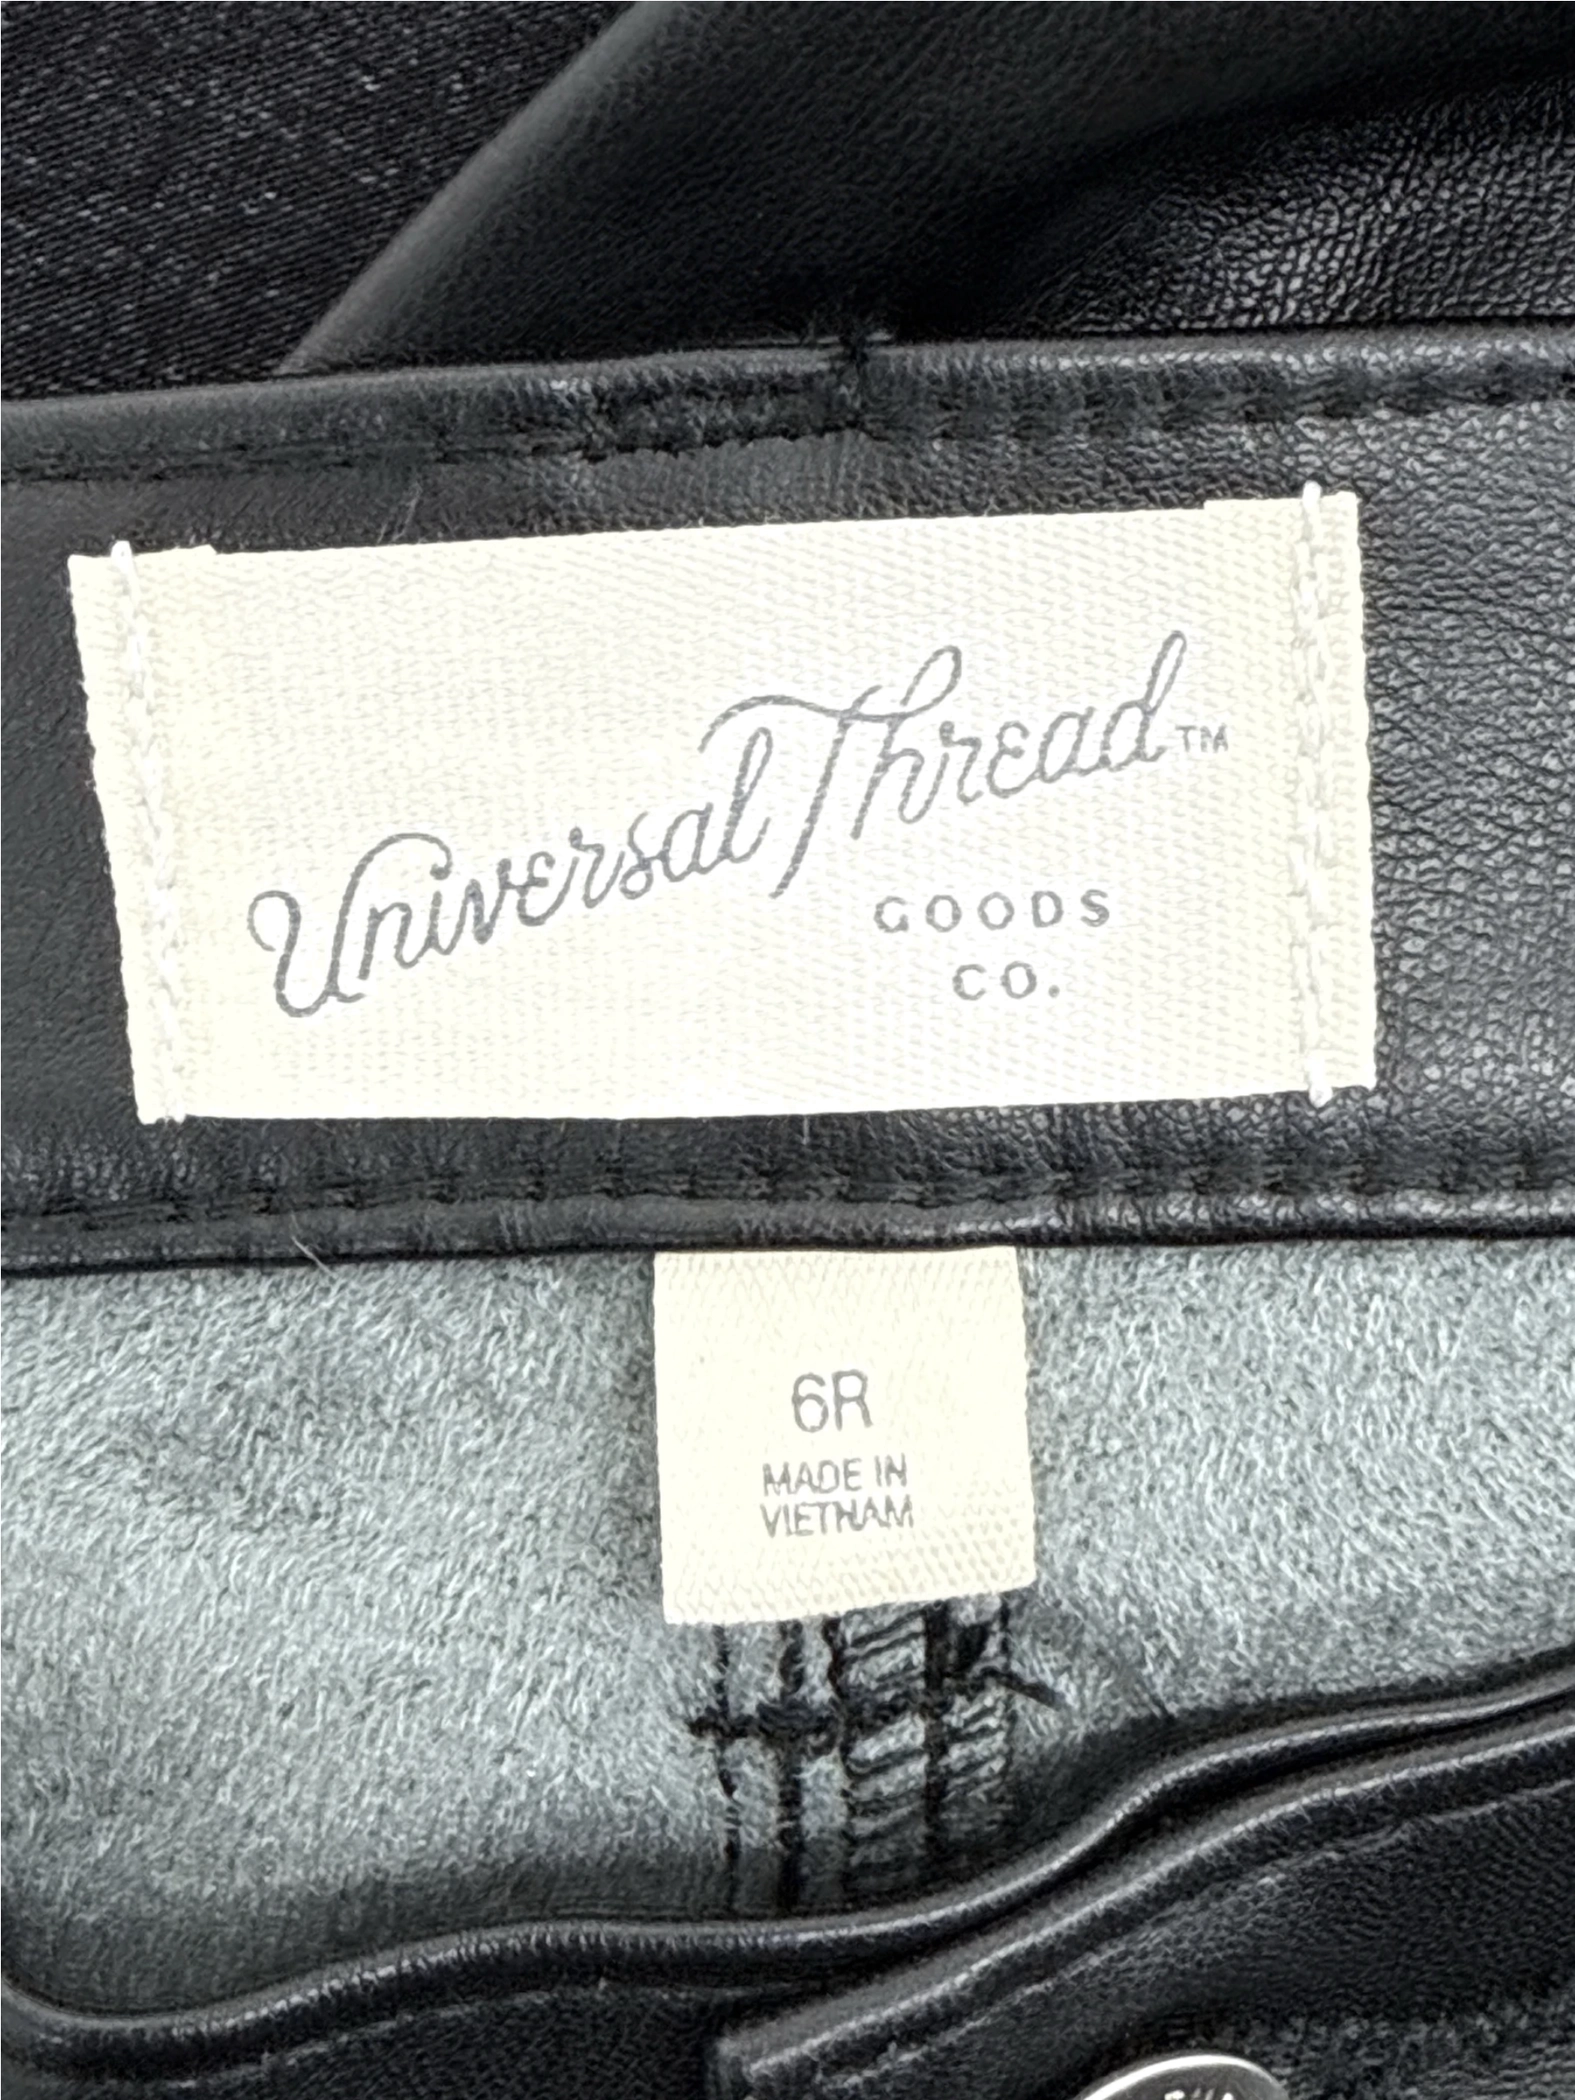 Universal Thread™
GOODS
CO.
6R
MADE IN
VIETNAM